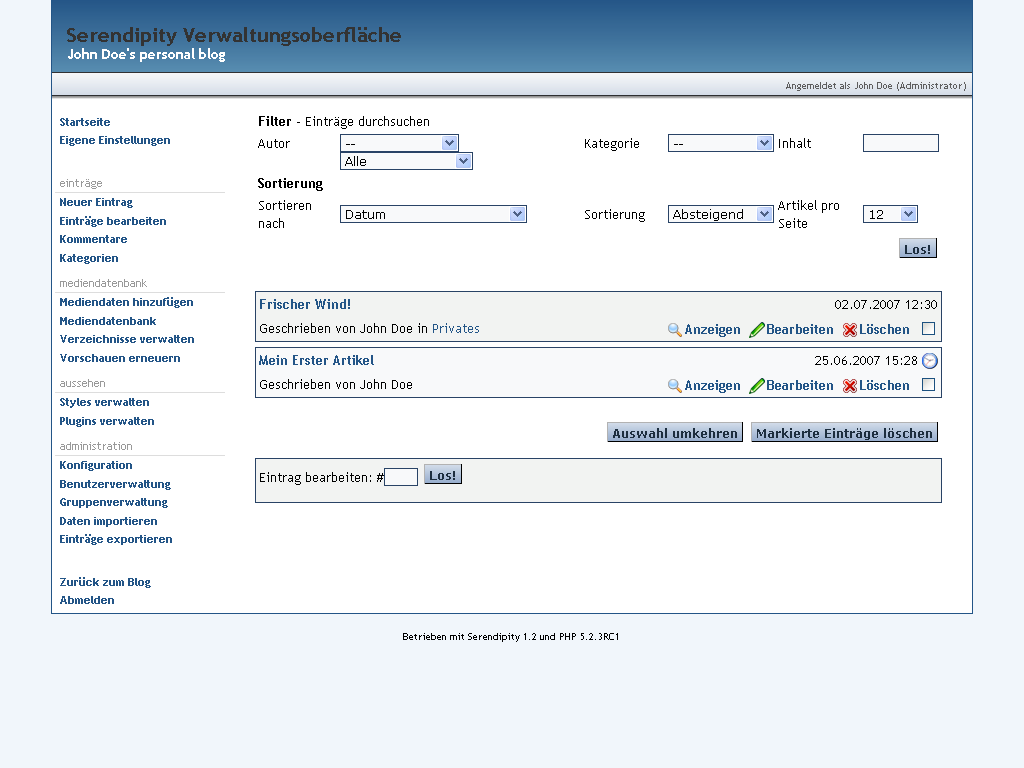 Serendipity Verwaltungsoberfläche
John Doe's personal blog
Angemeldet als John Doe (Administrator)
Startseite
Eigene Einstellungen
einträge
Neuer Eintrag
Einträge bearbeiten
Kommentare
Kategorien
mediendatenbank
Mediendaten hinzufügen
Mediendatenbank
Verzeichnisse verwalten
Vorschauen erneuern
aussehen
Styles verwalten
Plugins verwalten
administration
Konfiguration
Benutzerverwaltung
Gruppenverwaltung
Daten importieren
Einträge exportieren
Zurück zum Blog
Abmelden
Filter - Einträge durchsuchen
Autor -- Kategorie -- Inhalt
Alle
Sortierung
Sortieren nach Datum Sortierung Absteigend Artikel pro Seite 12
Los!
Frischer Wind! 02.07.2007 12:30
Geschrieben von John Doe in Privates Anzeigen Bearbeiten Löschen
Mein Erster Artikel 25.06.2007 15:28
Geschrieben von John Doe Anzeigen Bearbeiten Löschen
Auswahl umkehren Markierte Einträge löschen
Eintrag bearbeiten: # Los!
Betrieben mit Serendipity 1.2 und PHP 5.2.3RC1